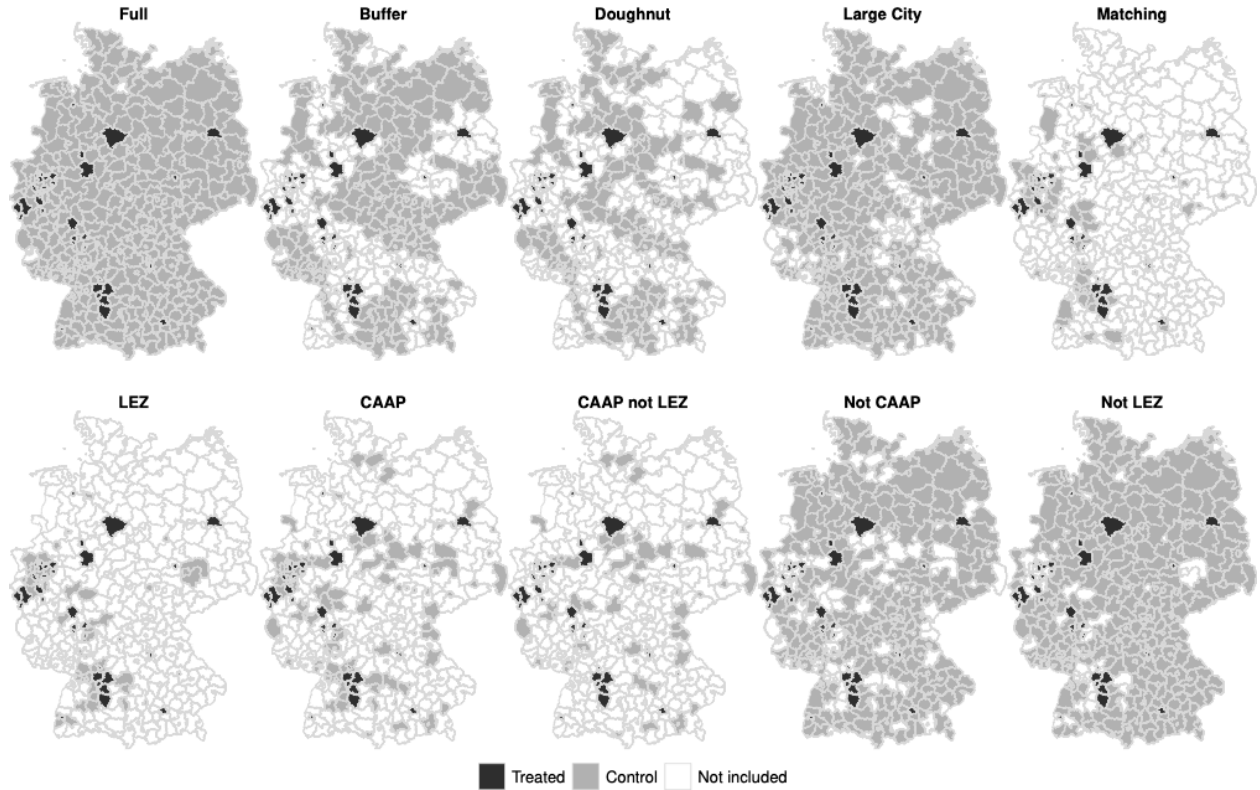 Full Buffer Doughnut Large City Matching
LEZ CAAP CAAP not LEZ Not CAAP Not LEZ
Treated Control Not included